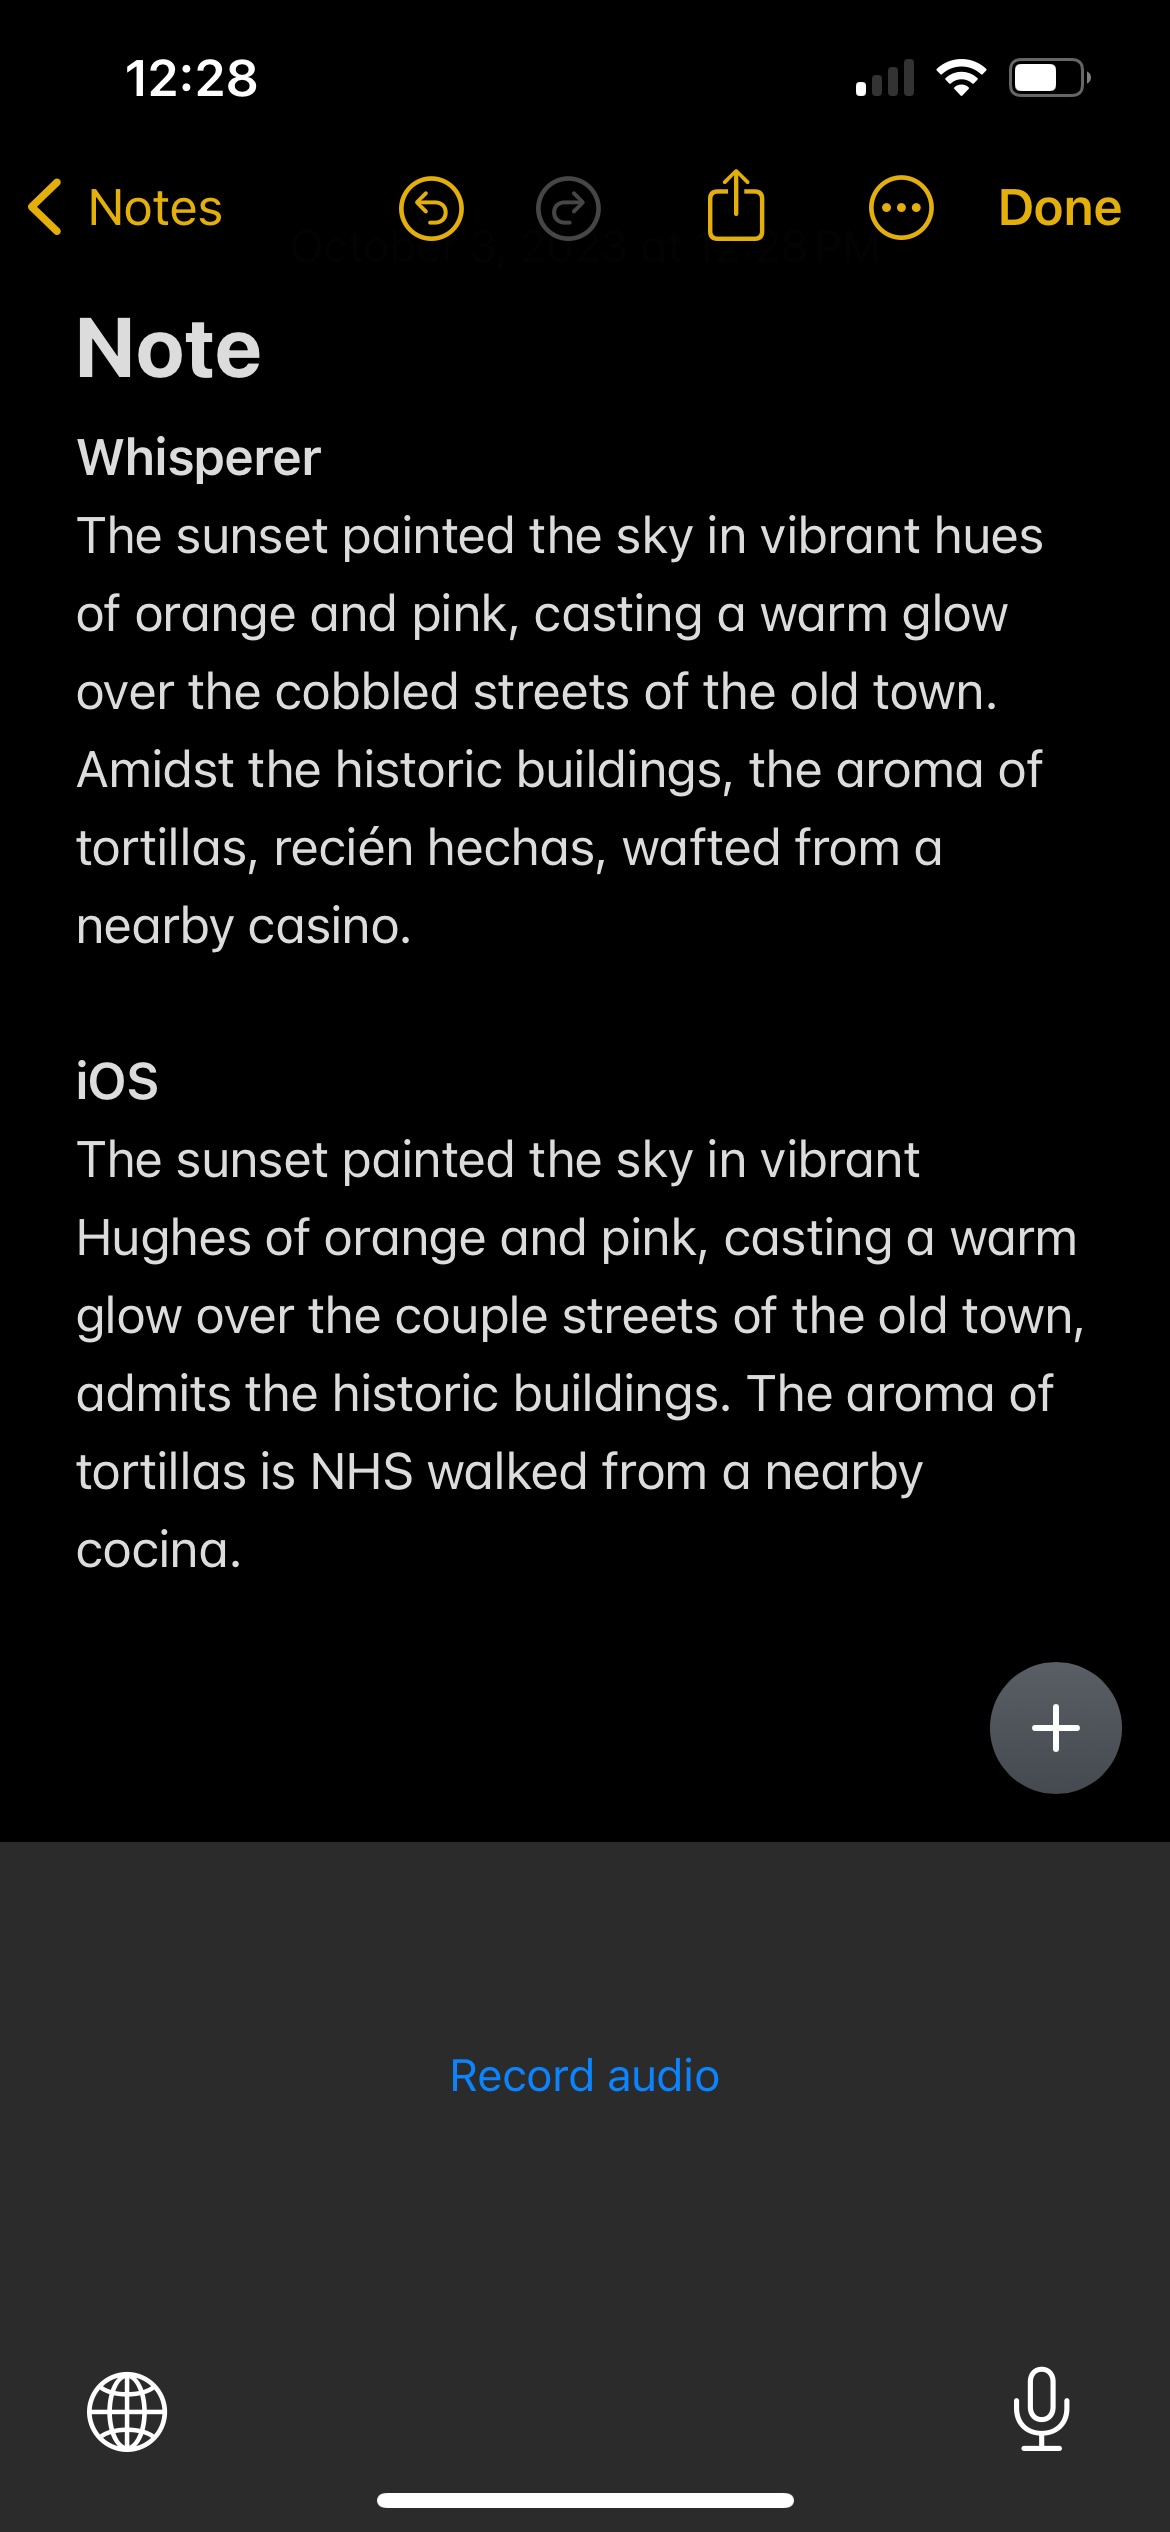 12:28
Notes
Done
October 3, 2023 at 12:28 PM
Note
Whisperer
The sunset painted the sky in vibrant hues
of orange and pink, casting a warm glow
over the cobbled streets of the old town.
Amidst the historic buildings, the aroma of
tortillas, recién hechas, wafted from a
nearby casino.
iOS
The sunset painted the sky in vibrant
Hughes of orange and pink, casting a warm
glow over the couple streets of the old town,
admits the historic buildings. The aroma of
tortillas is NHS walked from a nearby
cocina.
Record audio